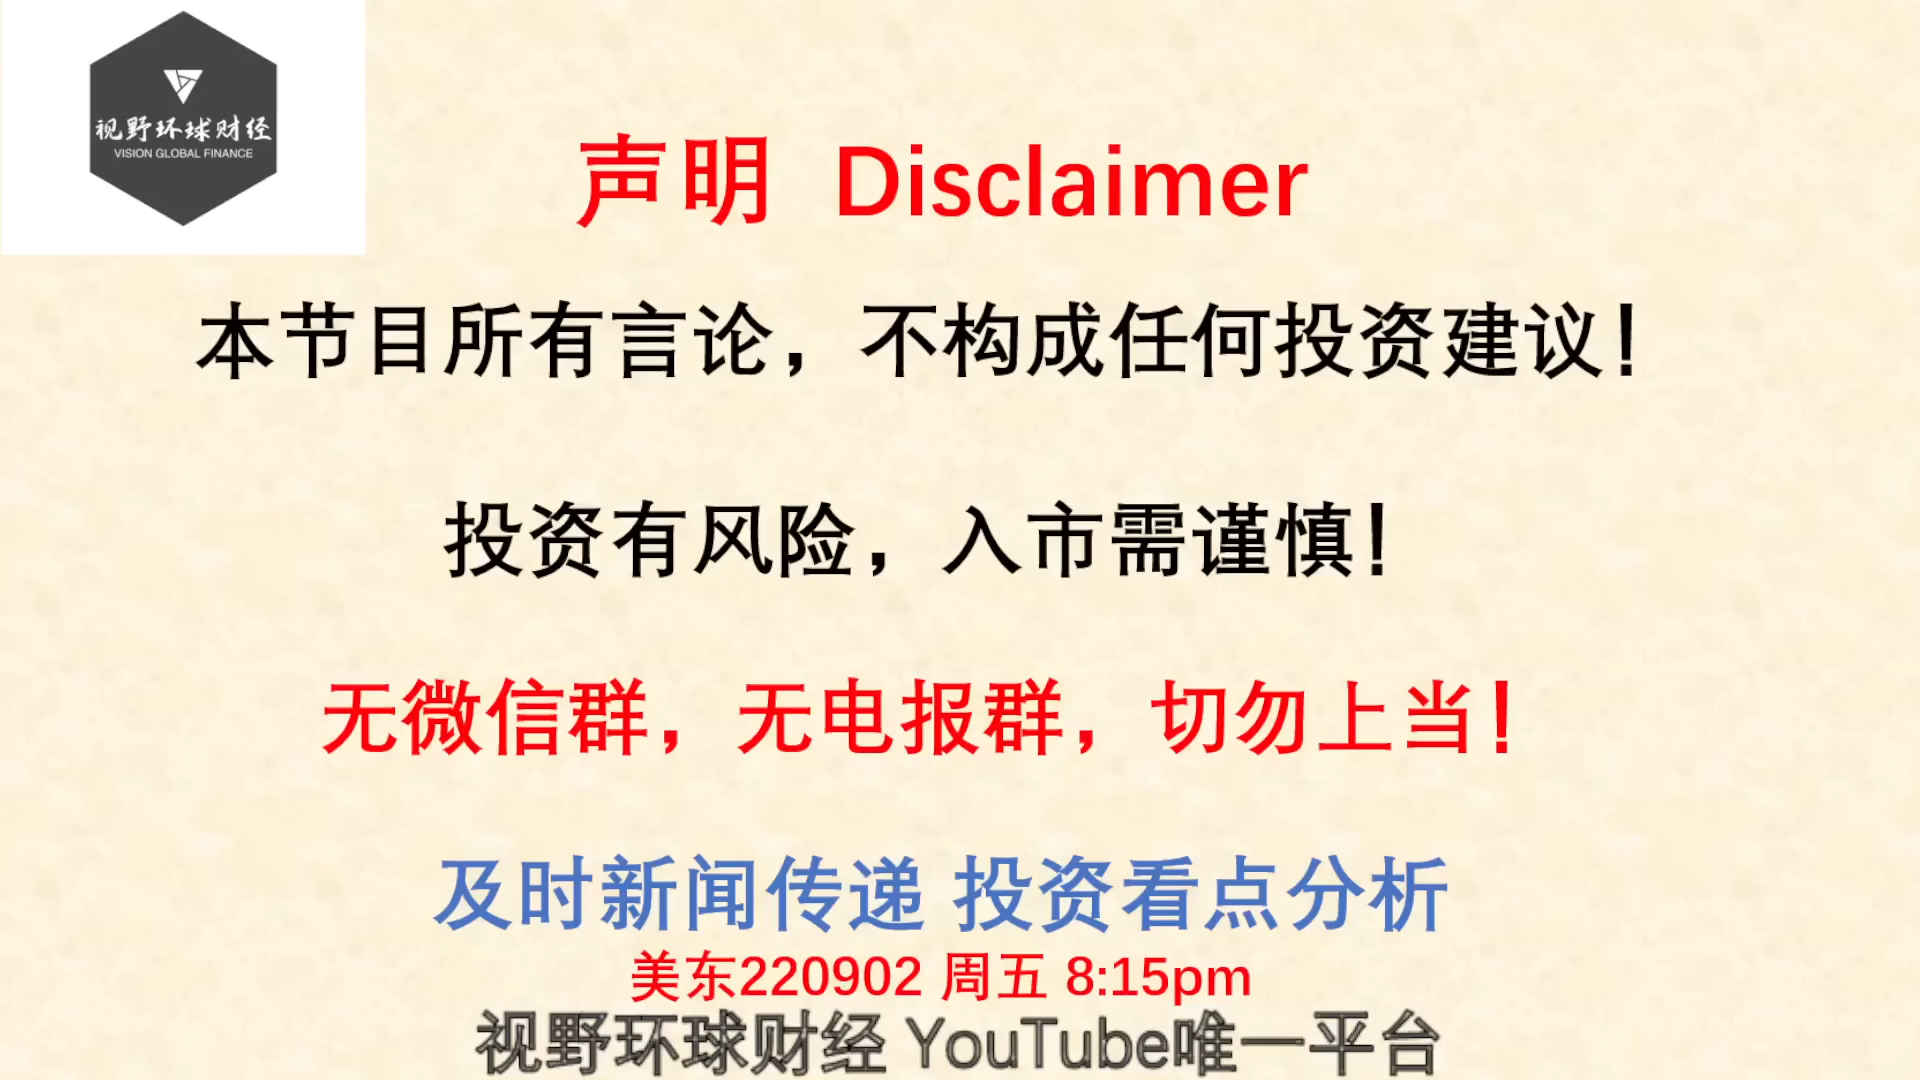 视野环球财经
VISION GLOBAL FINANCE
声明 Disclaimer
本节目所有言论，不构成任何投资建议！
投资有风险，入市需谨慎！
无微信群，无电报群，切勿上当！
及时新闻传递 投资看点分析
美东220902 周五 8:15pm
视野环球财经 YouTube唯一平台